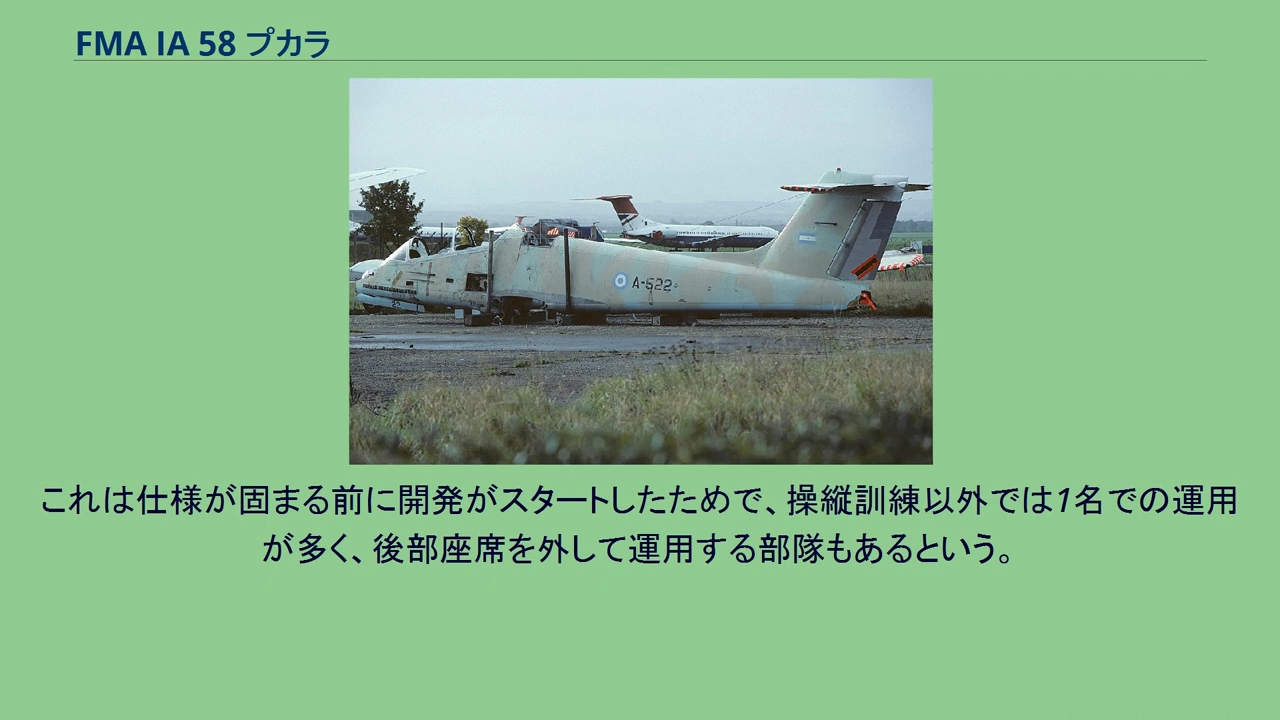 FMA IA 58 プカラ
A-522
これは仕様が固まる前に開発がスタートしたためで、操縦訓練以外では1名での運用
が多く、後部座席を外して運用する部隊もあるという。